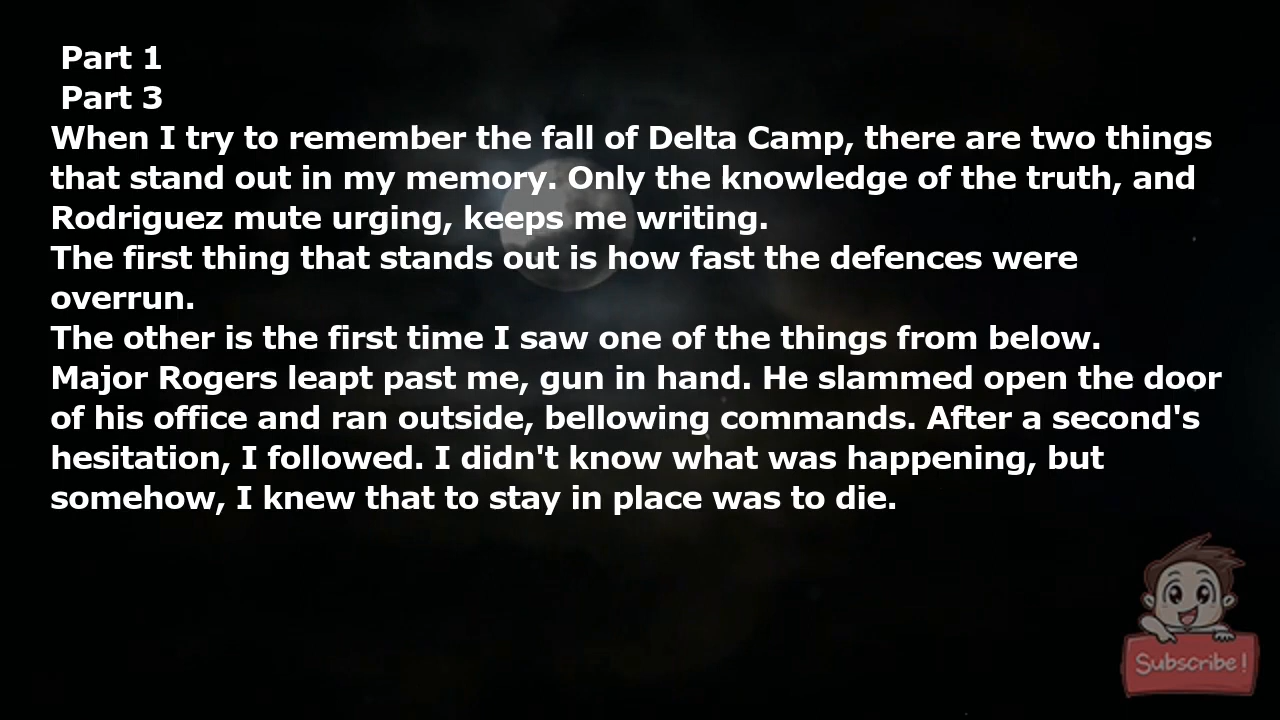 Part 1
Part 3
When I try to remember the fall of Delta Camp, there are two things
that stand out in my memory. Only the knowledge of the truth, and
Rodriguez mute urging, keeps me writing.
The first thing that stands out is how fast the defences were
overrun.
The other is the first time I saw one of the things from below.
Major Rogers leapt past me, gun in hand. He slammed open the door
of his office and ran outside, bellowing commands. After a second's
hesitation, I followed. I didn't know what was happening, but
somehow, I knew that to stay in place was to die.
Subscribe!